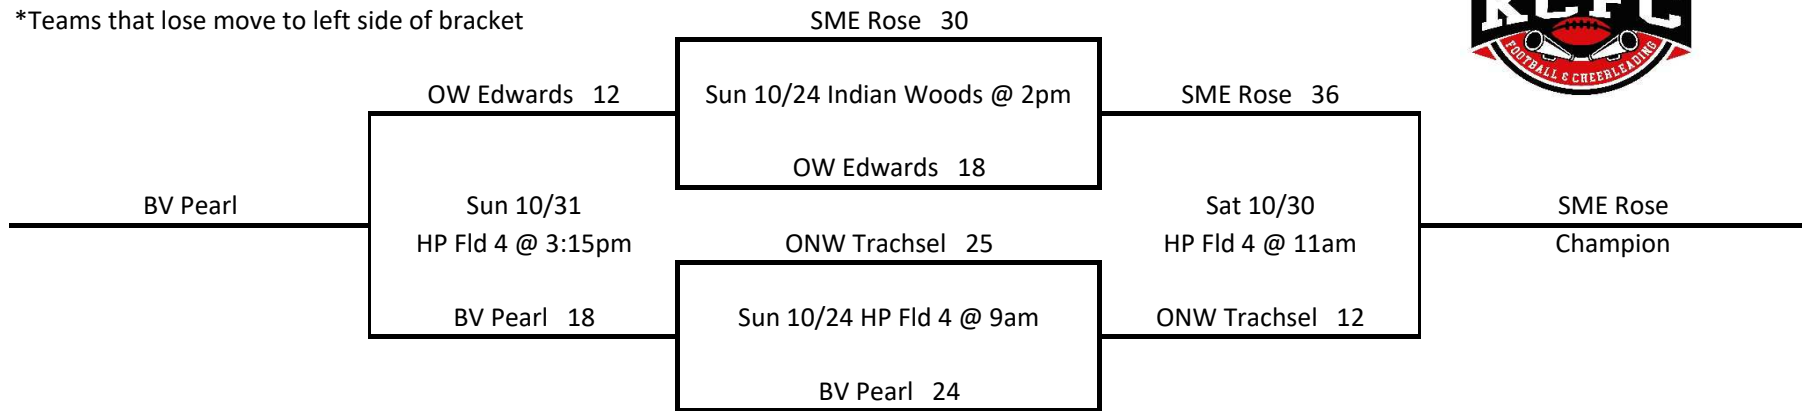 *Teams that lose move to left side of bracket
SME Rose 30
KCFC
FOOTBALL & CHEERLEADING
OW Edwards 12
Sun 10/24 Indian Woods @ 2pm
SME Rose 36
OW Edwards 18
BV Pearl
Sun 10/31
HP Fld 4 @ 3:15pm
Sat 10/30
HP Fld 4 @ 11am
SME Rose
Champion
ONW Trachsel 25
BV Pearl 18
Sun 10/24 HP Fld 4 @ 9am
ONW Trachsel 12
BV Pearl 24